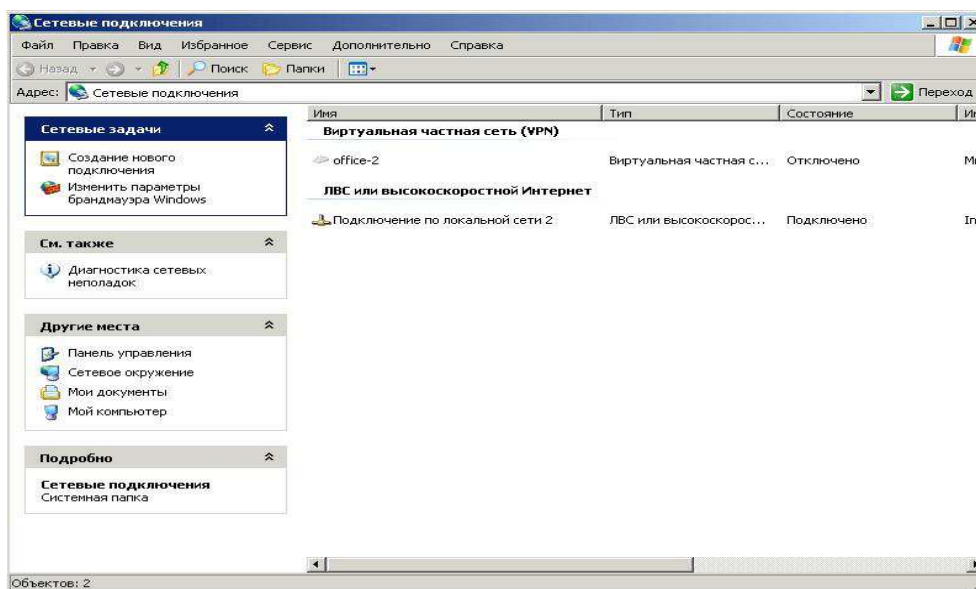 Сетевые подключения
Файл Правка Вид Избранное Сервис Дополнительно Справка
Назад Поиск Папки
Адрес: Сетевые подключения Переход
Имя Тип Состояние
Сетевые задачи
Создание нового
подключения
Изменить параметры
брандмауэра Windows
См. также
Диагностика сетевых
неполадок
Другие места
Панель управления
Сетевое окружение
Мои документы
Мой компьютер
Подробно
Сетевые подключения
Системная папка
Виртуальная частная сеть (VPN)
office-2 Виртуальная частная с... Отключено
ЛВС или высокоскоростной Интернет
Подключение по локальной сети 2 ЛВС или высокоскорос... Подключено
Объектов: 2